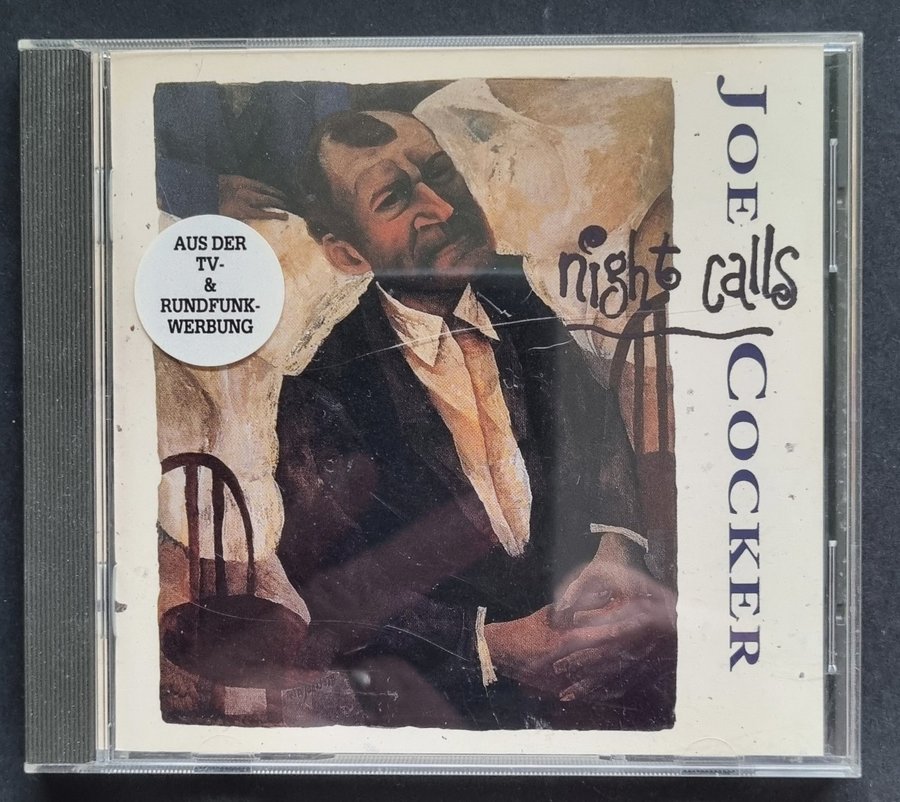 JOE COCKER
night calls
AUS DER
TV-
&
RUNDFUNK-
WERBUNG